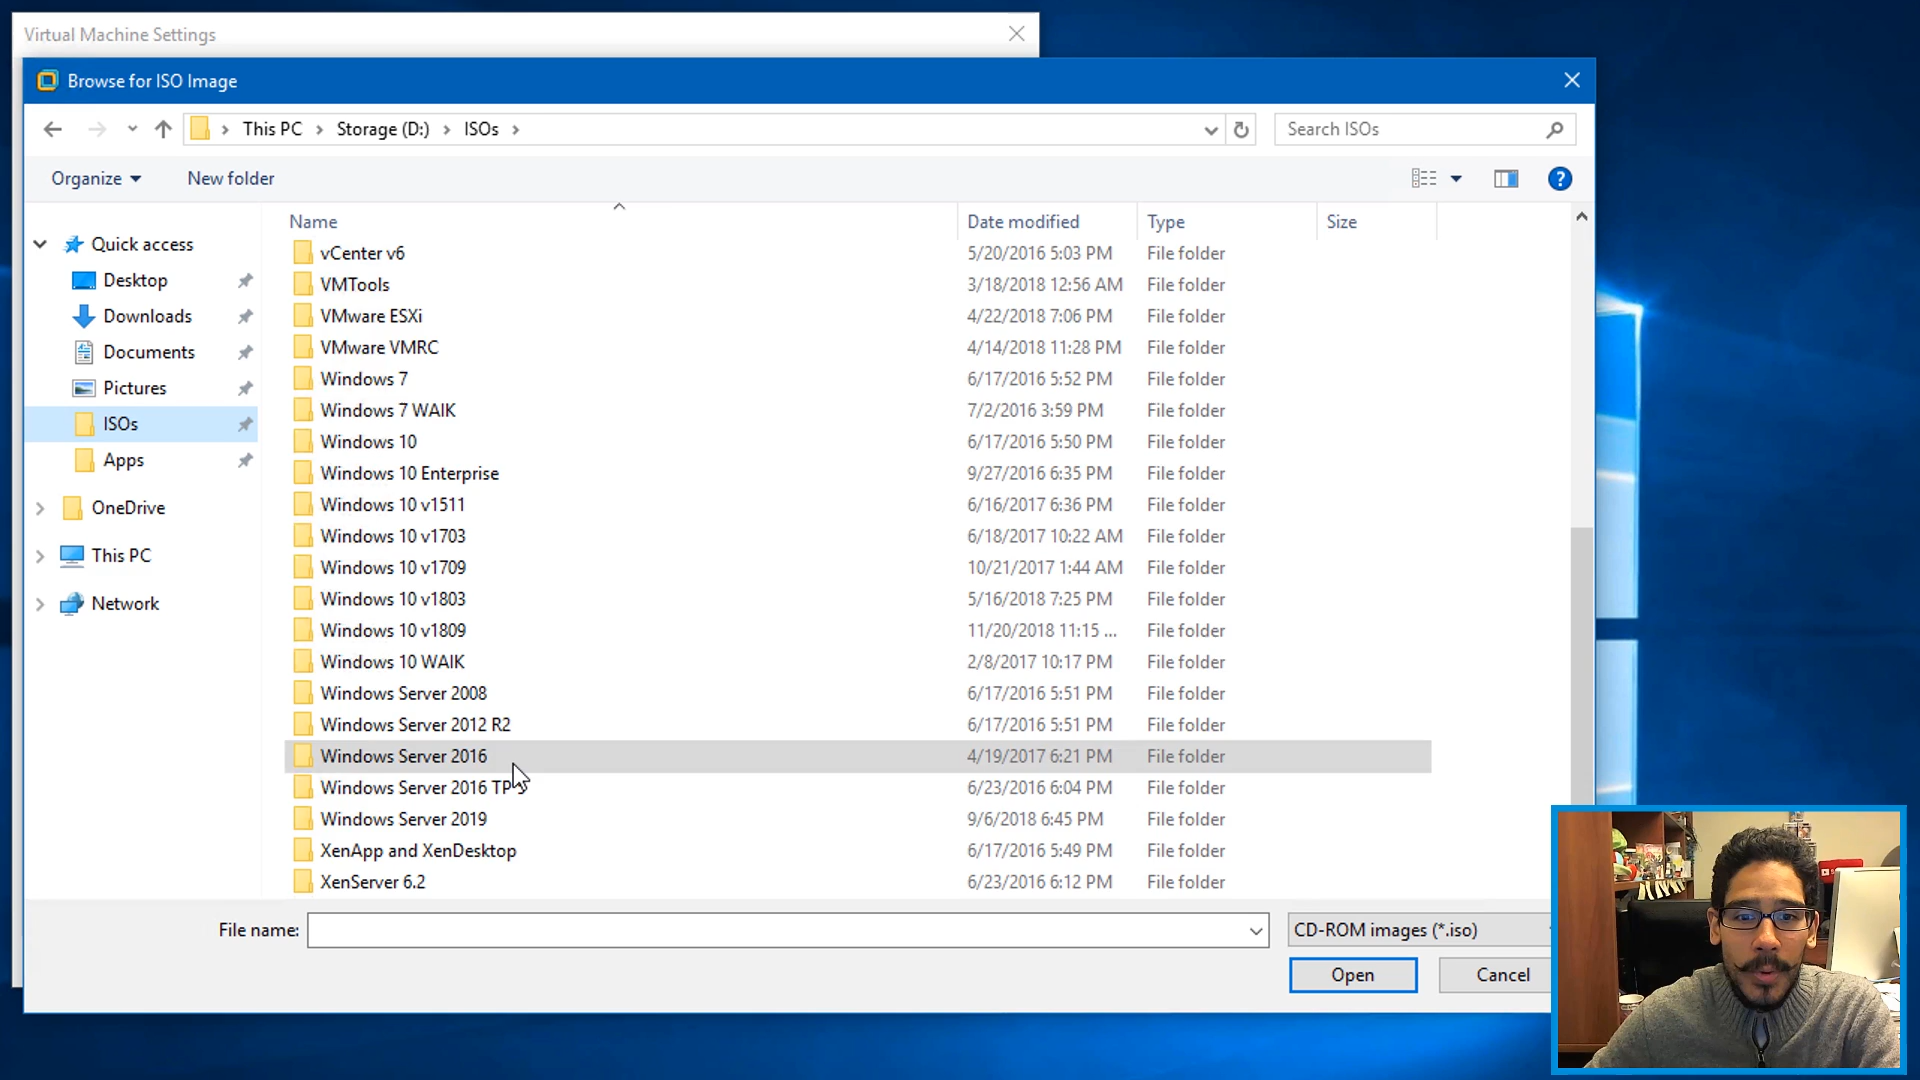 Virtual Machine Settings
Browse for ISO Image
This PC Storage (D:) ISOs
Search ISOs
Organize New folder
Name Date modified Type Size
Quick access
Desktop
Downloads
Documents
Pictures
ISOs
Apps
OneDrive
This PC
Network
vCenter v6 5/20/2016 5:03 PM File folder
VMTools 3/18/2018 12:56 AM File folder
VMware ESXi 4/22/2018 7:06 PM File folder
VMware VMRC 4/14/2018 11:28 PM File folder
Windows 7 6/17/2016 5:52 PM File folder
Windows 7 WAIK 7/2/2016 3:59 PM File folder
Windows 10 6/17/2016 5:50 PM File folder
Windows 10 Enterprise 9/27/2016 6:35 PM File folder
Windows 10 v1511 6/16/2017 6:36 PM File folder
Windows 10 v1703 6/18/2017 10:22 AM File folder
Windows 10 v1709 10/21/2017 1:44 AM File folder
Windows 10 v1803 5/16/2018 7:25 PM File folder
Windows 10 v1809 11/20/2018 11:15 ... File folder
Windows 10 WAIK 2/8/2017 10:17 PM File folder
Windows Server 2008 6/17/2016 5:51 PM File folder
Windows Server 2012 R2 6/17/2016 5:51 PM File folder
Windows Server 2016 4/19/2017 6:21 PM File folder
Windows Server 2016 TP 6/23/2016 6:04 PM File folder
Windows Server 2019 9/6/2018 6:45 PM File folder
XenApp and XenDesktop 6/17/2016 5:49 PM File folder
XenServer 6.2 6/23/2016 6:12 PM File folder
File name: CD-ROM images (*.iso)
Open Cancel